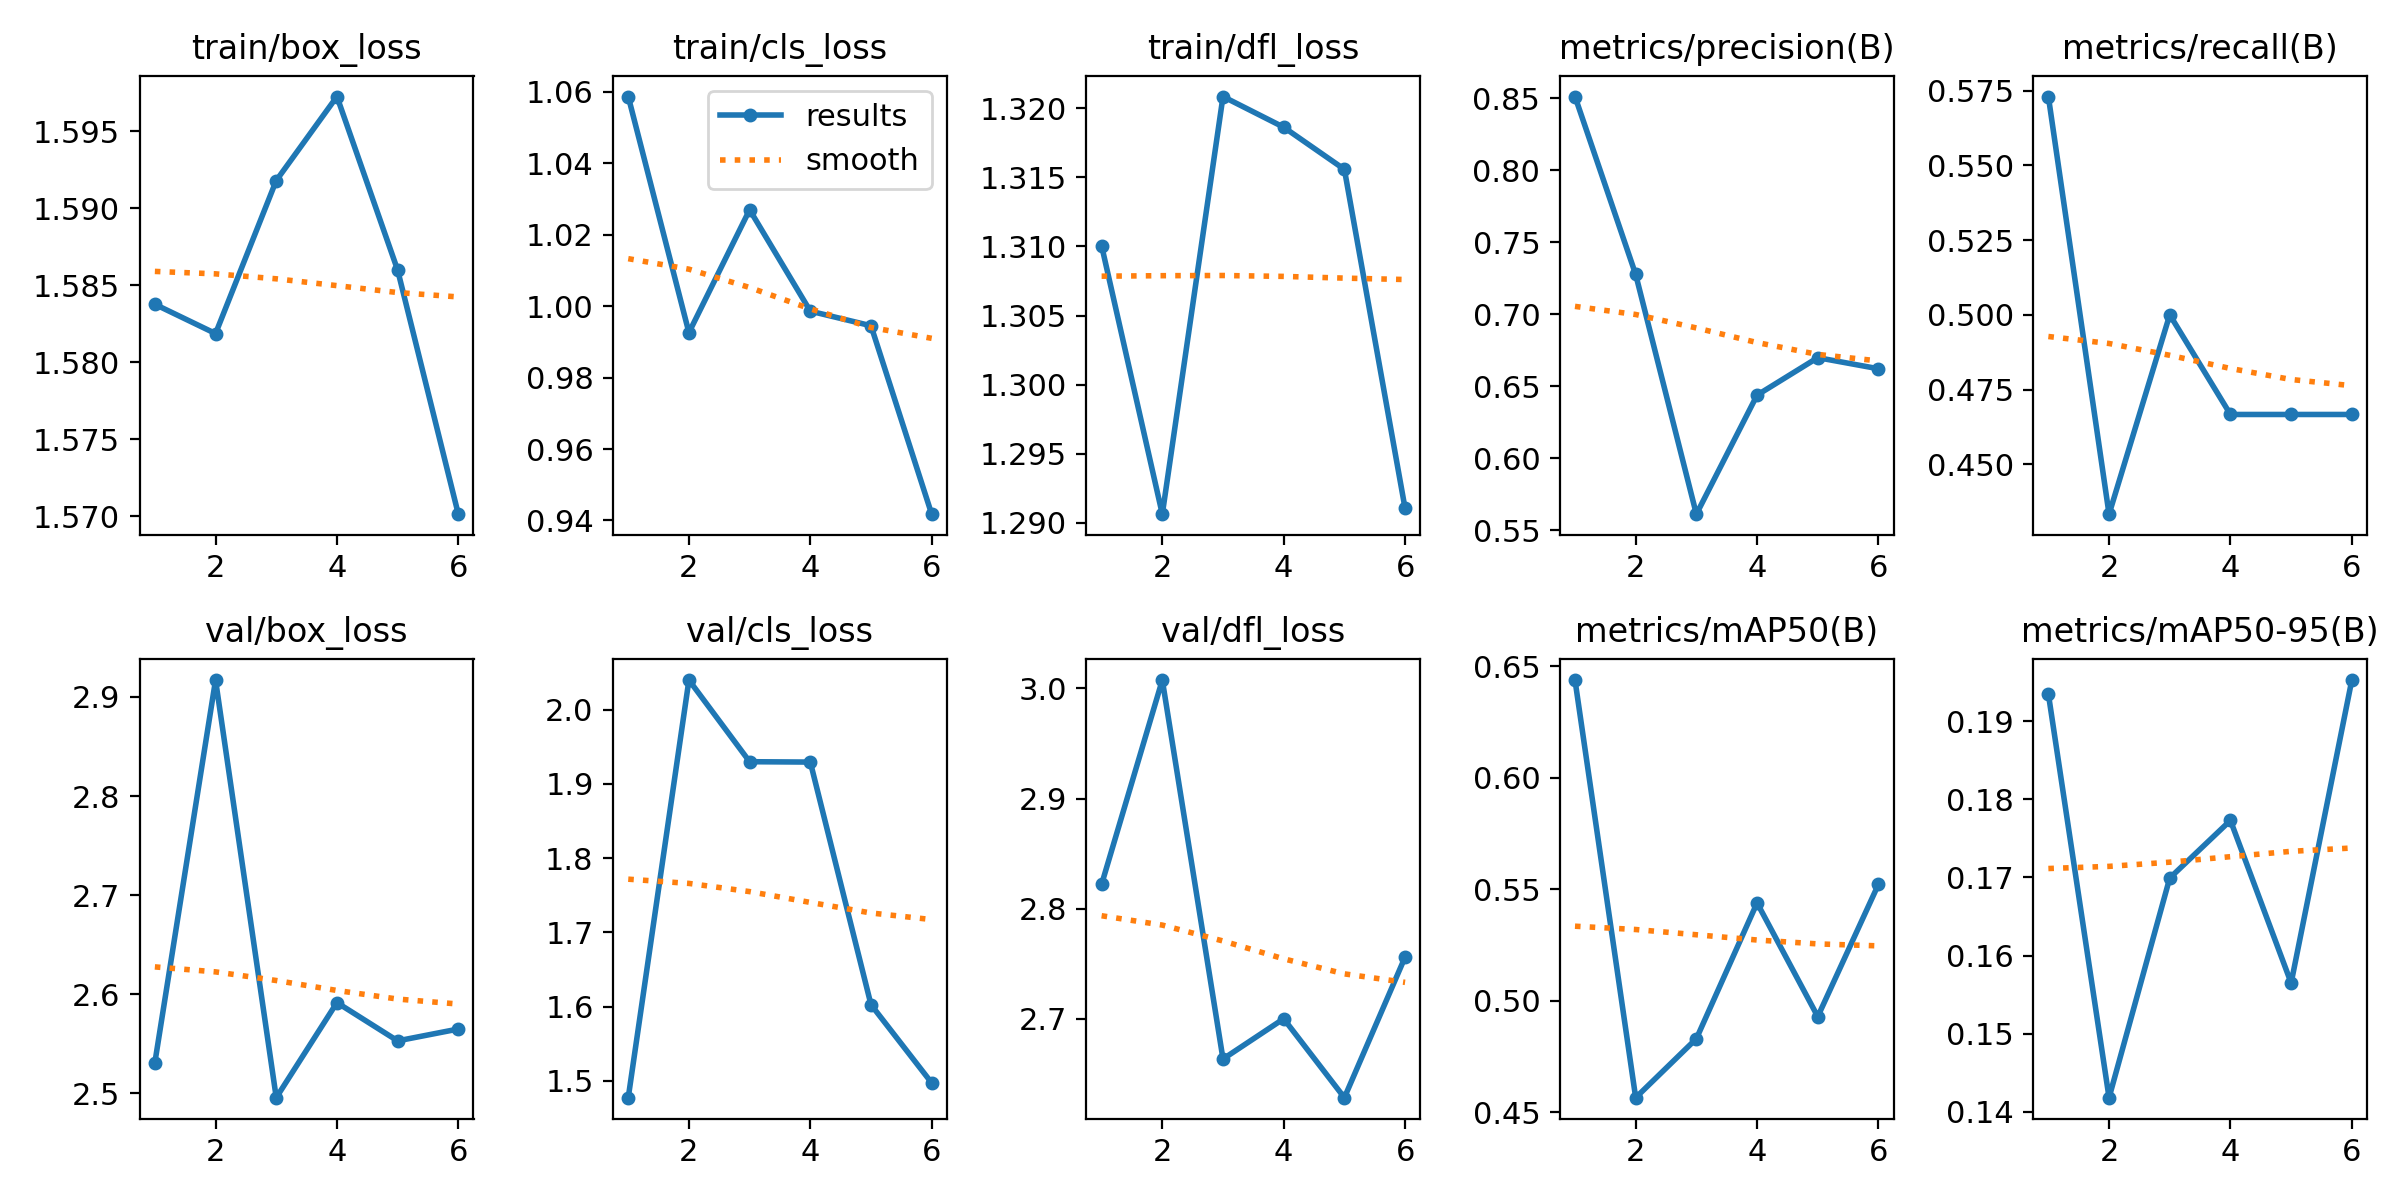 train/box_loss
1.595
1.590
1.585
1.580
1.575
1.570
2 4 6
train/cls_loss
results
smooth
1.06
1.04
1.02
1.00
0.98
0.96
0.94
2 4 6
train/dfl_loss
1.320
1.315
1.310
1.305
1.300
1.295
1.290
2 4 6
metrics/precision(B)
0.85
0.80
0.75
0.70
0.65
0.60
0.55
2 4 6
metrics/recall(B)
0.575
0.550
0.525
0.500
0.475
0.450
2 4 6
val/box_loss
2.9
2.8
2.7
2.6
2.5
2 4 6
val/cls_loss
2.0
1.9
1.8
1.7
1.6
1.5
2 4 6
val/dfl_loss
3.0
2.9
2.8
2.7
2 4 6
metrics/mAP50(B)
0.65
0.60
0.55
0.50
0.45
2 4 6
metrics/mAP50-95(B)
0.19
0.18
0.17
0.16
0.15
0.14
2 4 6